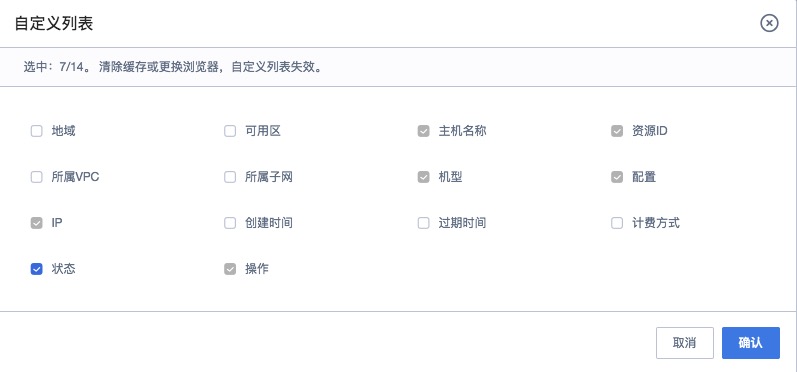 自定义列表
选中：7/14。 清除缓存或更换浏览器，自定义列表失效。
地域 可用区 主机名称 资源ID
所属VPC 所属子网 机型 配置
IP 创建时间 过期时间 计费方式
状态 操作
取消 确认